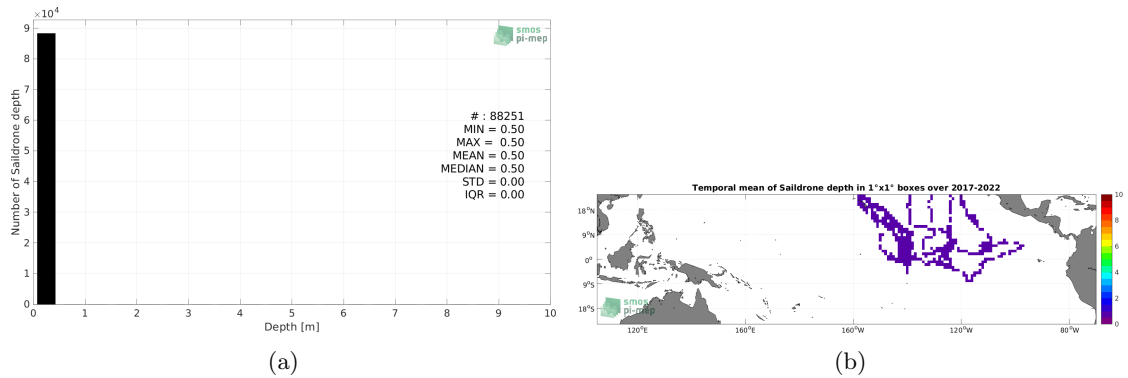 ×10⁴
9
8
7
6
5
4
3
2
1
0
Number of Saildrone depth
smos
pi-mep
# : 88251
MIN = 0.50
MAX = 0.50
MEAN = 0.50
MEDIAN = 0.50
STD = 0.00
IQR = 0.00
0 1 2 3 4 5 6 7 8 9 10
Depth [m]
(a)
Temporal mean of Saildrone depth in 1°x1° boxes over 2017-2022
18°N
9°N
0°
9°S
18°S
smos
pi-mep
120°E 160°E 160°W 120°W 80°W
10
8
6
4
2
0
(b)